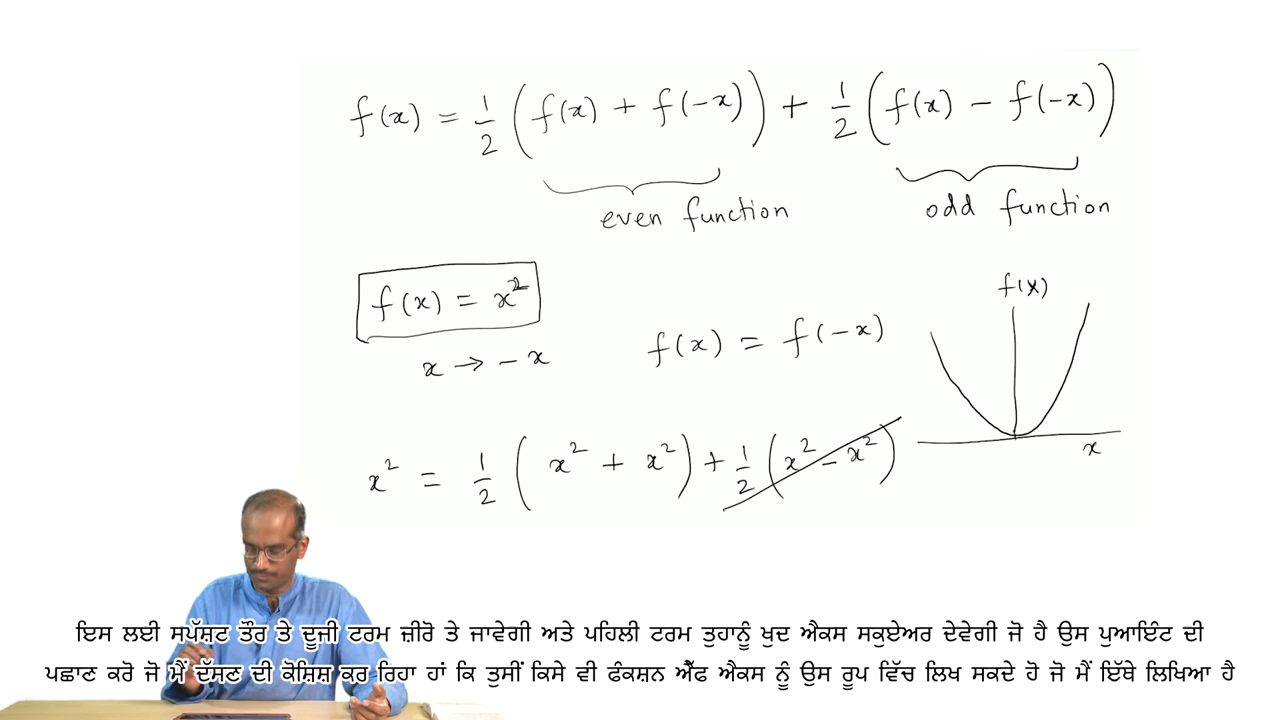 f(x) = 1/2 (f(x) + f(-x)) + 1/2 (f(x) - f(-x))
even function odd function
f(x) = x² f(x)
x → - x f(x) = f(-x)
x² = 1/2 (x² + x²) + 1/2 (x² - x²) x
ਇਸ ਲਈ ਸਪੱਸ਼ਟ ਤੌਰ ਤੇ ਦੂਜੀ ਟਰਮ ਜ਼ੀਰੋ ਤੇ ਜਾਵੇਗੀ ਅਤੇ ਪਹਿਲੀ ਟਰਮ ਤੁਹਾਨੂੰ ਖੁਦ ਐਕਸ ਸਕੁਏਅਰ ਦੇਵੇਗੀ ਜੋ ਹੈ ਉਸ ਪੁਆਇੰਟ ਦੀ
ਪਛਾਣ ਕਰੋ ਜੋ ਮੈਂ ਦੱਸਣ ਦੀ ਕੋਸ਼ਿਸ਼ ਕਰ ਰਿਹਾ ਹਾਂ ਕਿ ਤੁਸੀਂ ਕਿਸੇ ਵੀ ਫੰਕਸ਼ਨ ਐੱਫ ਐਕਸ ਨੂੰ ਉਸ ਰੂਪ ਵਿੱਚ ਲਿਖ ਸਕਦੇ ਹੋ ਜੋ ਮੈਂ ਇੱਥੇ ਲਿਖਿਆ ਹੈ